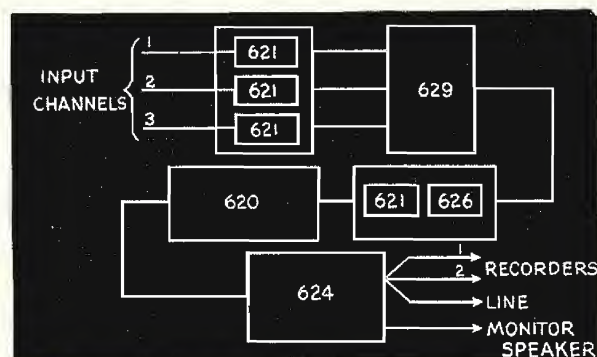 1
INPUT
CHANNELS
2
3
621
621
621
629
620
621 626
624
1
2
RECORDERS
LINE
MONITOR
SPEAKER